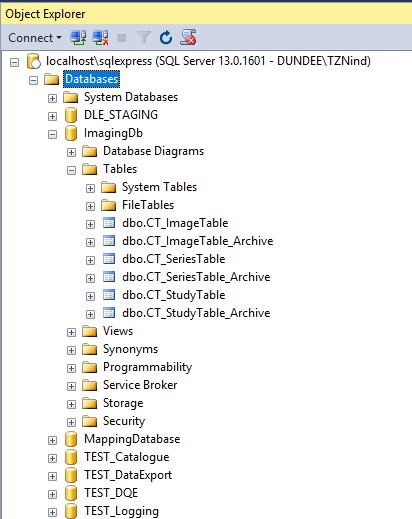 Object Explorer
Connect
localhost\sqlexpress (SQL Server 13.0.1601 - DUNDEE\TZNind)
Databases
System Databases
DLE_STAGING
ImagingDb
Database Diagrams
Tables
System Tables
FileTables
dbo.CT_ImageTable
dbo.CT_ImageTable_Archive
dbo.CT_SeriesTable
dbo.CT_SeriesTable_Archive
dbo.CT_StudyTable
dbo.CT_StudyTable_Archive
Views
Synonyms
Programmability
Service Broker
Storage
Security
MappingDatabase
TEST_Catalogue
TEST_DataExport
TEST_DQE
TEST_Logging